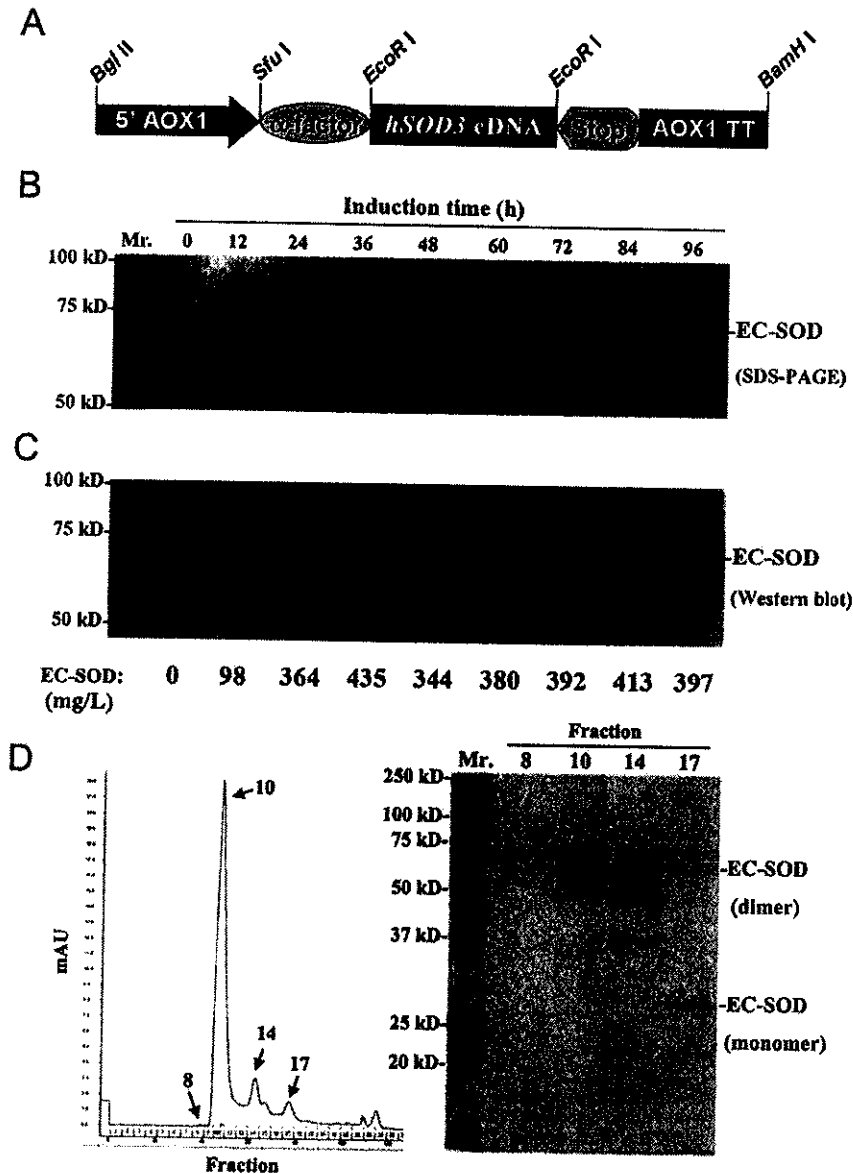 A
Bgl II
Sfu I
EcoR I
EcoR I
BamH I
5' AOX1
α-factor
hSOD3 cDNA
Stop
AOX1 TT
B
Induction time (h)
Mr. 0 12 24 36 48 60 72 84 96
100 kD
75 kD
50 kD
EC-SOD
(SDS-PAGE)
C
100 kD
75 kD
50 kD
EC-SOD
(Western blot)
EC-SOD: 0 98 364 435 344 380 392 413 397
(mg/L)
D
10
14
17
8
mAU
Fraction
Fraction
Mr. 8 10 14 17
250 kD
100 kD
75 kD
50 kD
37 kD
25 kD
20 kD
EC-SOD
(dimer)
EC-SOD
(monomer)